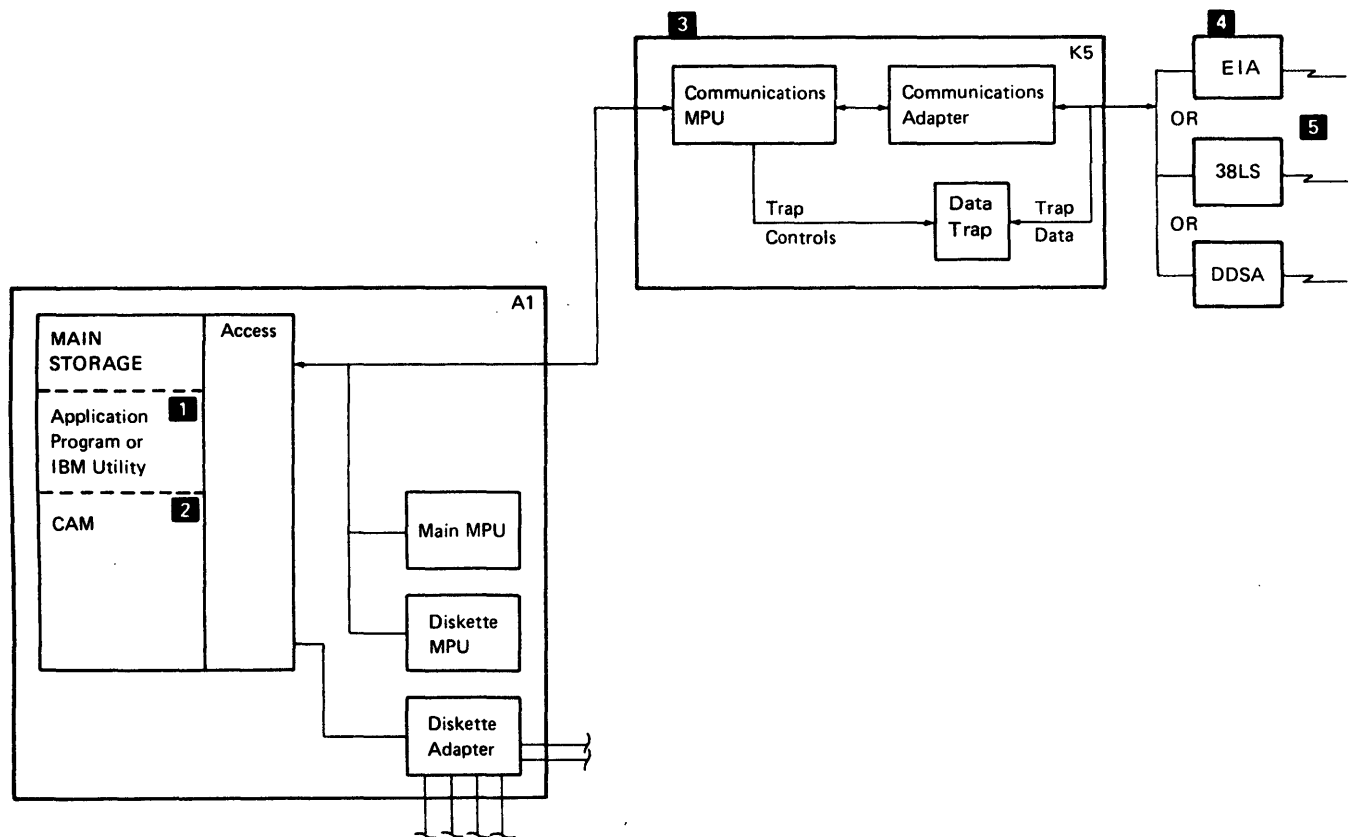 3
K5
Communications
MPU
Communications
Adapter
Trap
Controls
Data
Trap
Trap
Data
4
EIA
OR
5
38LS
OR
DDSA
A1
MAIN
STORAGE
Access
1
Application
Program or
IBM Utility
2
CAM
Main MPU
Diskette
MPU
Diskette
Adapter